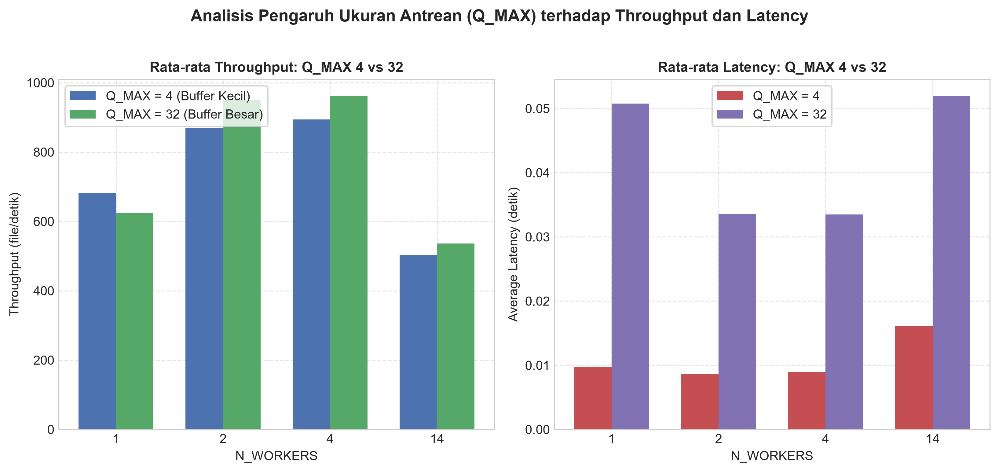 Analisis Pengaruh Ukuran Antrean (Q_MAX) terhadap Throughput dan Latency
Rata-rata Throughput: Q_MAX 4 vs 32
1000
800
600
400
200
0
Throughput (file/detik)
Q_MAX = 4 (Buffer Kecil)
Q_MAX = 32 (Buffer Besar)
1
2
4
14
N_WORKERS
Rata-rata Latency: Q_MAX 4 vs 32
0.05
0.04
0.03
0.02
0.01
0.00
Average Latency (detik)
Q_MAX = 4
Q_MAX = 32
1
2
4
14
N_WORKERS